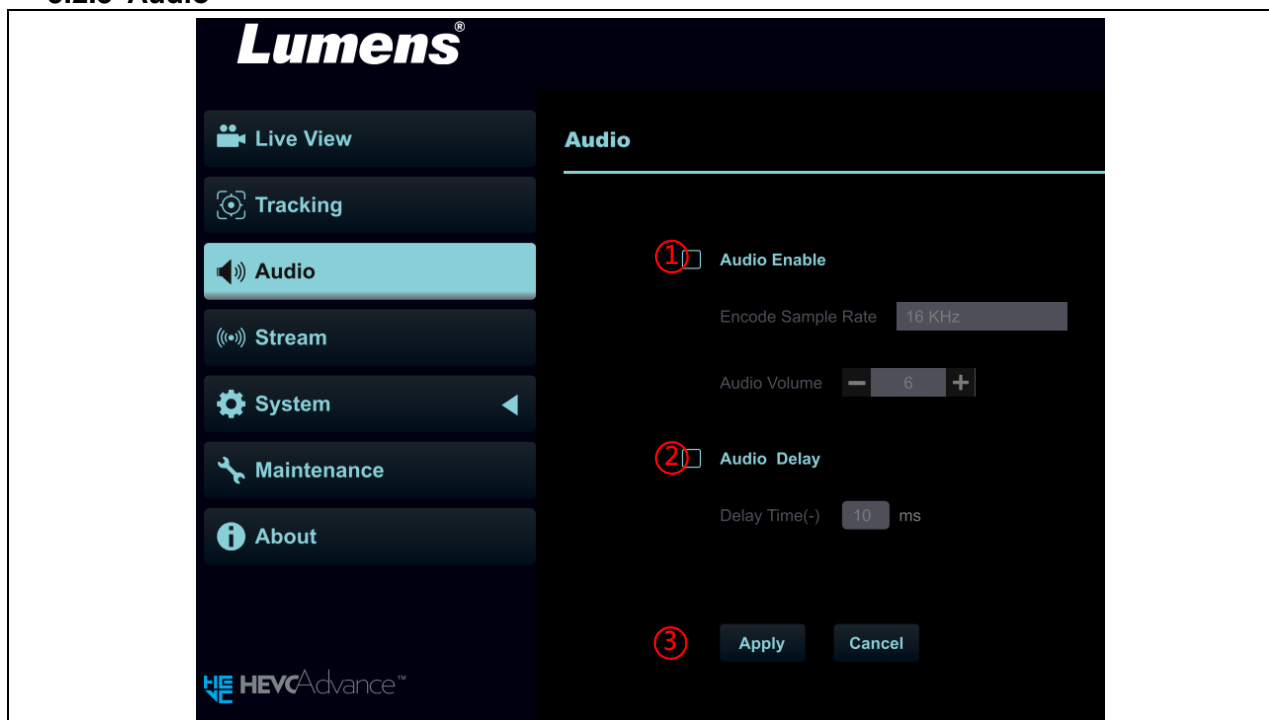 Audio
Lumens®
Live View
Tracking
Audio
Stream
System
Maintenance
About
HEVCAdvance™
Audio
① Audio Enable
Encode Sample Rate 16 KHz
Audio Volume 6
② Audio Delay
Delay Time(-) 10 ms
③ Apply Cancel